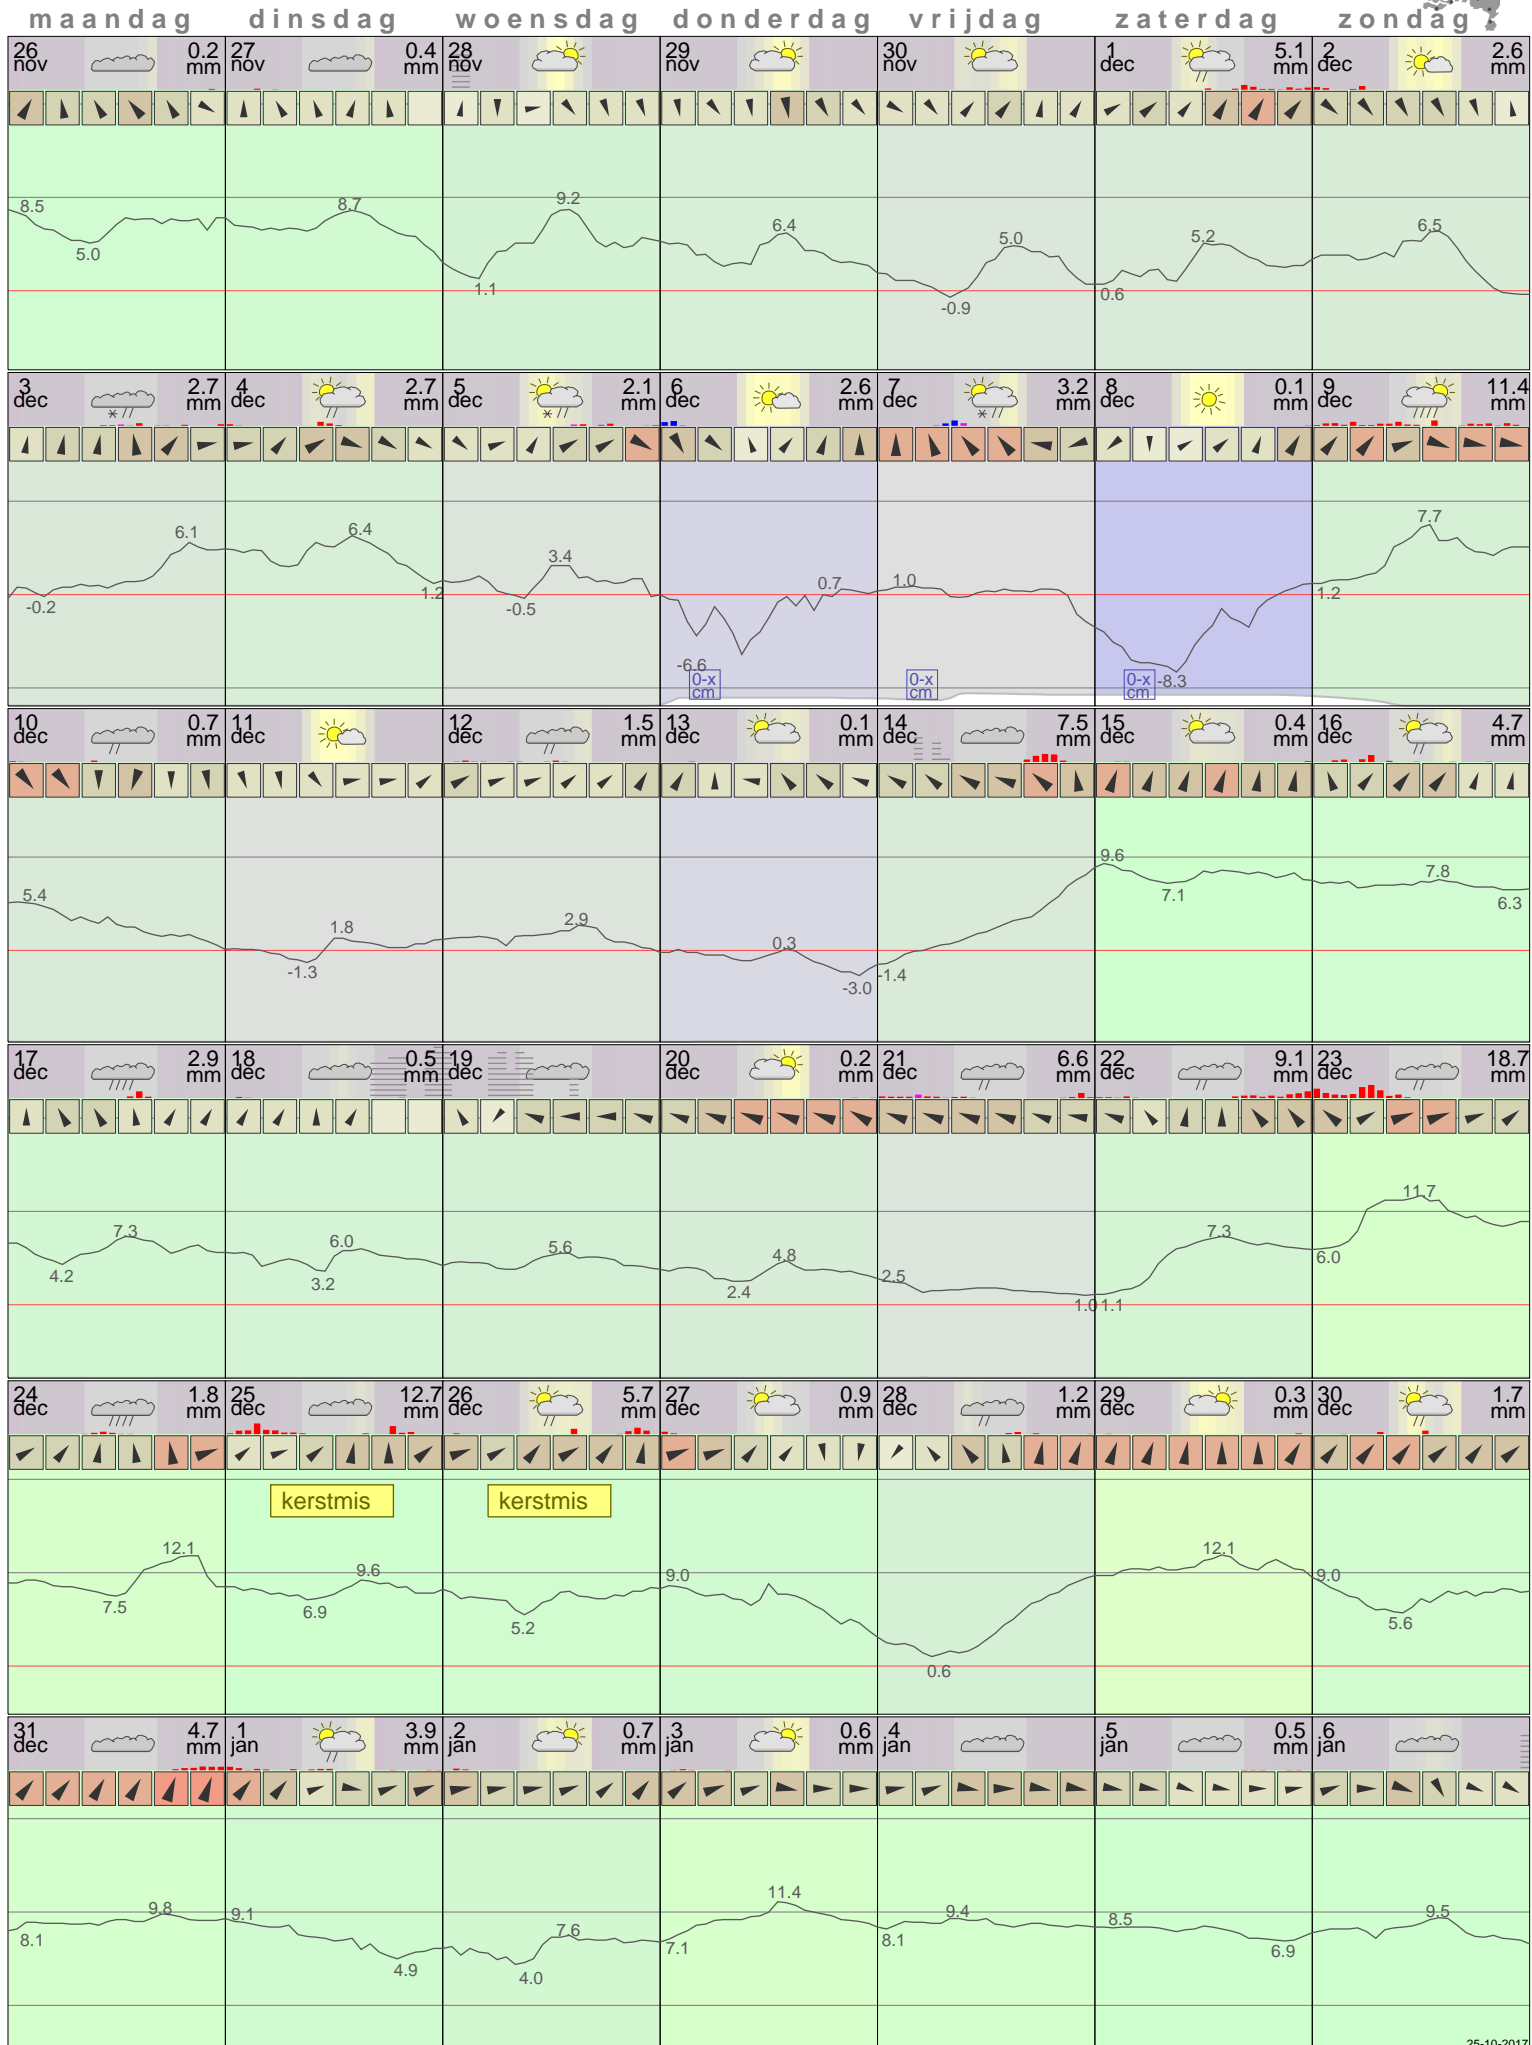 maandag dinsdag woensdag donderdag vrijdag zaterdag zondag
26 nov 0.2 mm 27 nov 0.4 mm 28 nov 29 nov 30 nov 1 dec 5.1 mm 2 dec 2.6 mm
8.5 5.0 8.7 1.1 9.2 6.4 -0.9 5.0 0.6 5.2 6.5
3 dec 2.7 mm 4 dec 2.7 mm 5 dec 2.1 mm 6 dec 2.6 mm 7 dec 3.2 mm 8 dec 0.1 mm 9 dec 11.4 mm
-0.2 6.1 6.4 1.2 -0.5 3.4 -6.6 0.7 1.0 -8.3 1.2 7.7
0-x cm 0-x cm 0-x cm
10 dec 0.7 mm 11 dec 12 dec 1.5 mm 13 dec 0.1 mm 14 dec 7.5 mm 15 dec 0.4 mm 16 dec 4.7 mm
5.4 -1.3 1.8 2.9 0.3 -3.0 -1.4 9.6 7.1 7.8 6.3
17 dec 2.9 mm 18 dec 0.5 mm 19 dec 20 dec 0.2 mm 21 dec 6.6 mm 22 dec 9.1 mm 23 dec 18.7 mm
4.2 7.3 3.2 6.0 5.6 2.4 4.8 2.5 1.0 1.1 7.3 6.0 11.7
24 dec 1.8 mm 25 dec 12.7 mm 26 dec 5.7 mm 27 dec 0.9 mm 28 dec 1.2 mm 29 dec 0.3 mm 30 dec 1.7 mm
kerstmis kerstmis
7.5 12.1 6.9 9.6 5.2 9.0 0.6 12.1 9.0 5.6
31 dec 4.7 mm 1 jan 3.9 mm 2 jan 0.7 mm 3 jan 0.6 mm 4 jan 5 jan 0.5 mm 6 jan
8.1 9.8 9.1 4.9 4.0 7.6 7.1 11.4 8.1 9.4 8.5 6.9 9.5
25-10-2017